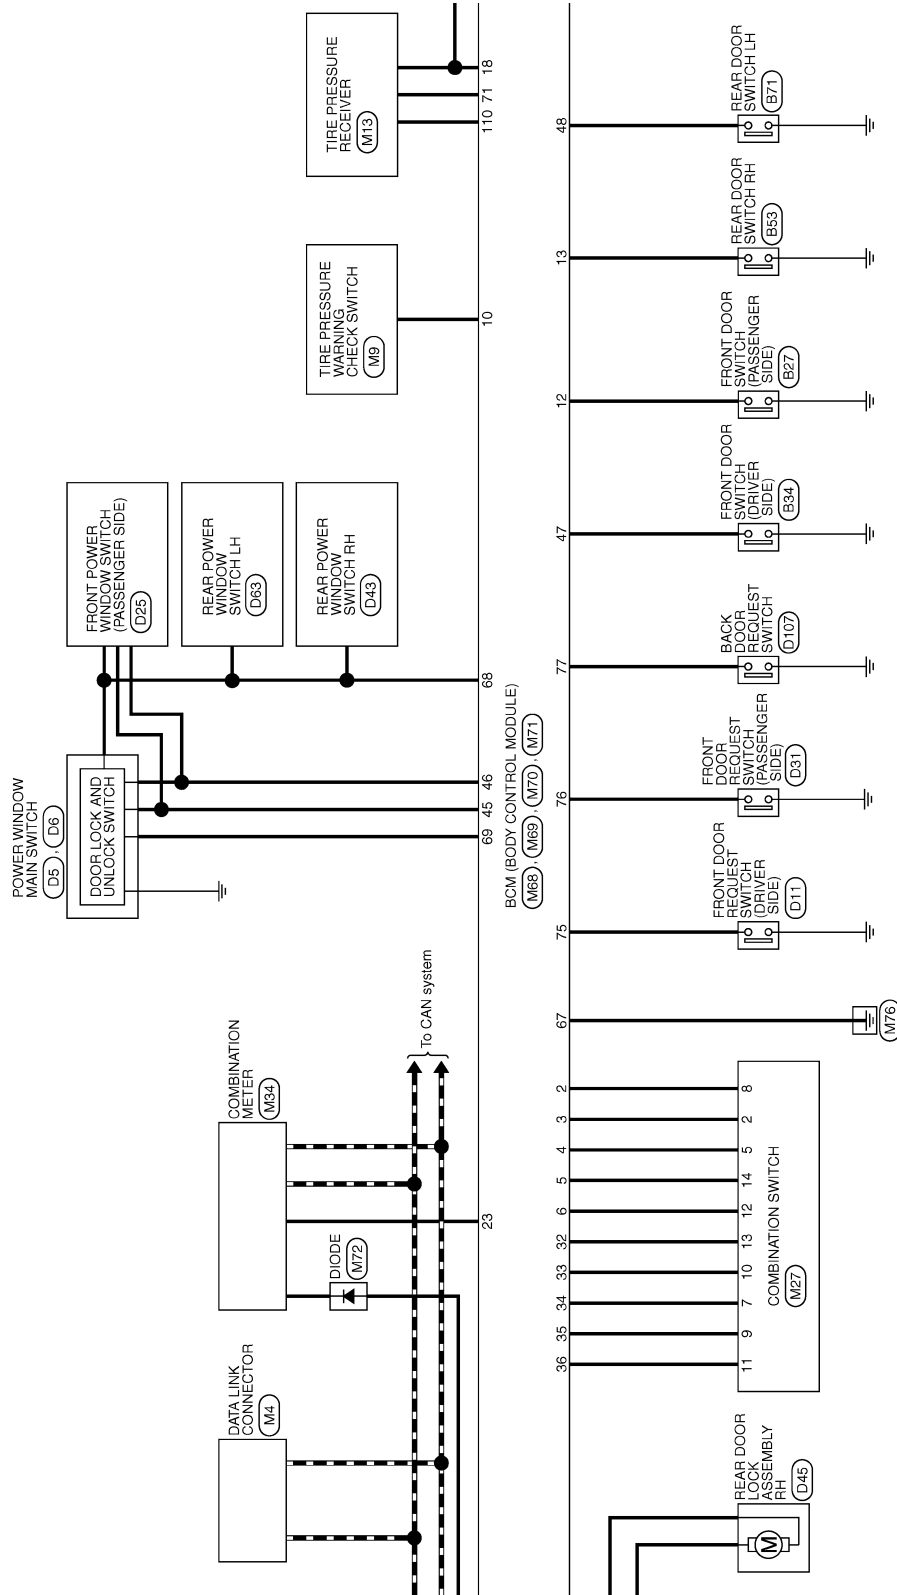 TIRE PRESSURE
RECEIVER
M13
18
71
110
TIRE PRESSURE
WARNING
CHECK SWITCH
M9
10
FRONT POWER
WINDOW SWITCH
(PASSENGER SIDE)
D25
REAR POWER
WINDOW
SWITCH LH
D63
REAR POWER
WINDOW
SWITCH RH
D43
68
POWER WINDOW
MAIN SWITCH
D5 , D6
DOOR LOCK AND
UNLOCK SWITCH
46
45
69
BCM (BODY CONTROL MODULE)
M68 , M69 , M70 , M71
To CAN system
COMBINATION
METER
M34
23
DIODE
M72
DATA LINK
CONNECTOR
M4
48
REAR DOOR
SWITCH LH
B71
13
REAR DOOR
SWITCH RH
B53
12
FRONT DOOR
SWITCH
(PASSENGER
SIDE)
B27
47
FRONT DOOR
SWITCH
(DRIVER
SIDE)
B34
77
BACK
DOOR
REQUEST
SWITCH
D107
76
FRONT
DOOR
REQUEST
SWITCH
(PASSENGER
SIDE)
D31
75
FRONT DOOR
REQUEST
SWITCH
(DRIVER
SIDE)
D11
67
M76
2
8
3
2
4
5
5
14
6
12
32
13
33
10
34
7
35
9
36
11
COMBINATION SWITCH
M27
REAR DOOR
LOCK
ASSEMBLY
RH
D45
M